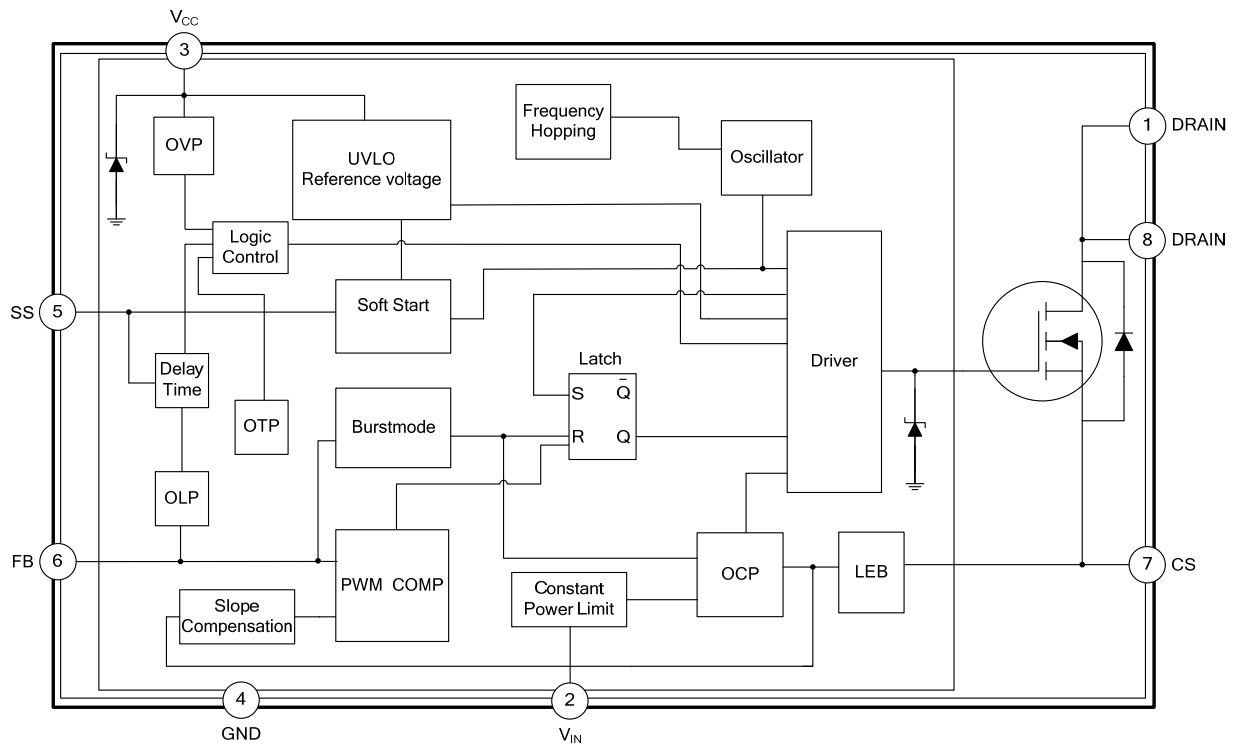 VCC
3
Frequency
Hopping
1 DRAIN
OVP
UVLO
Reference voltage
Oscillator
Logic
Control
8 DRAIN
SS 5
Soft Start
Delay
Time
Latch
Driver
S Q̅
OTP
Burstmode
R Q
OLP
FB 6
PWM COMP
OCP
LEB
7 CS
Constant
Power Limit
Slope
Compensation
4
GND
2
VIN